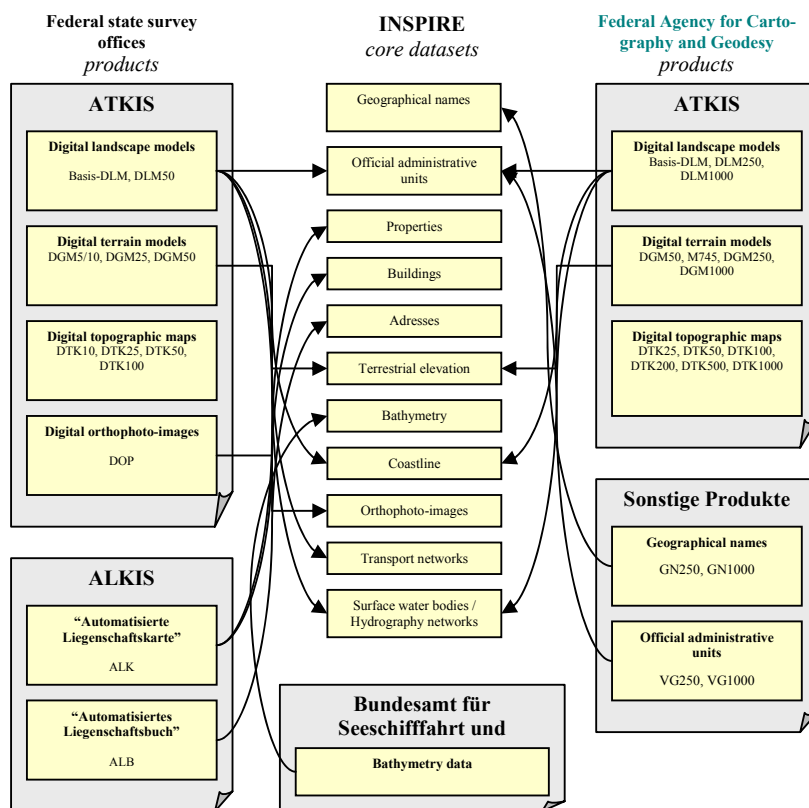 Federal state survey
offices
products
ATKIS
Digital landscape models
Basis-DLM, DLM50
Digital terrain models
DGM5/10, DGM25, DGM50
Digital topographic maps
DTK10, DTK25, DTK50,
DTK100
Digital orthophoto-images
DOP
ALKIS
“Automatisierte
Liegenschaftskarte”
ALK
“Automatisiertes
Liegenschaftsbuch”
ALB
INSPIRE
core datasets
Geographical names
Official administrative
units
Properties
Buildings
Adresses
Terrestrial elevation
Bathymetry
Coastline
Orthophoto-images
Transport networks
Surface water bodies /
Hydrography networks
Bundesamt für
Seeschifffahrt und
Bathymetry data
Federal Agency for Carto-
graphy and Geodesy
products
ATKIS
Digital landscape models
Basis-DLM, DLM250,
DLM1000
Digital terrain models
DGM50, M745, DGM250,
DGM1000
Digital topographic maps
DTK25, DTK50, DTK100,
DTK200, DTK500, DTK1000
Sonstige Produkte
Geographical names
GN250, GN1000
Official administrative
units
VG250, VG1000